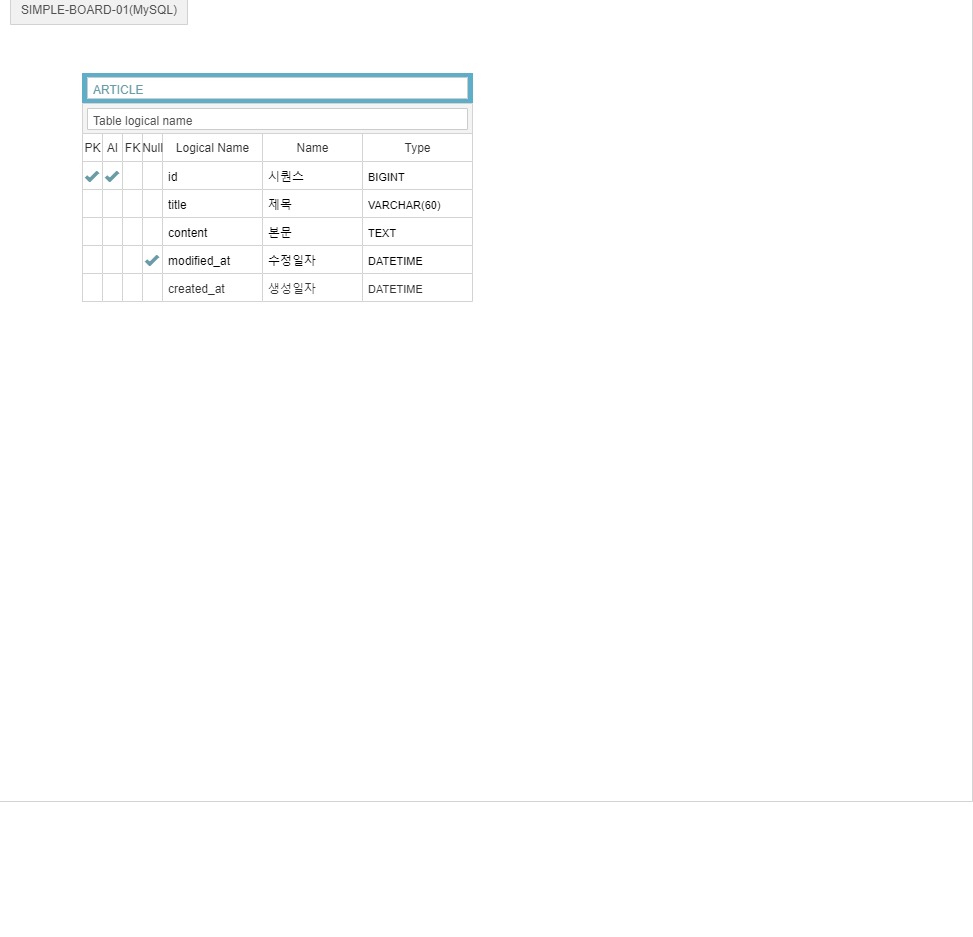 SIMPLE-BOARD-01(MySQL)
ARTICLE
Table logical name
PK AI FK Null Logical Name Name Type
id 시퀀스 BIGINT
title 제목 VARCHAR(60)
content 본문 TEXT
modified_at 수정일자 DATETIME
created_at 생성일자 DATETIME